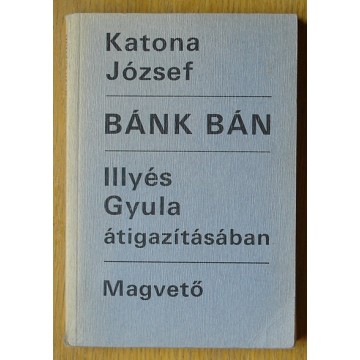 Katona
József
BÁNK BÁN
Illyés
Gyula
átigazításában
Magvető